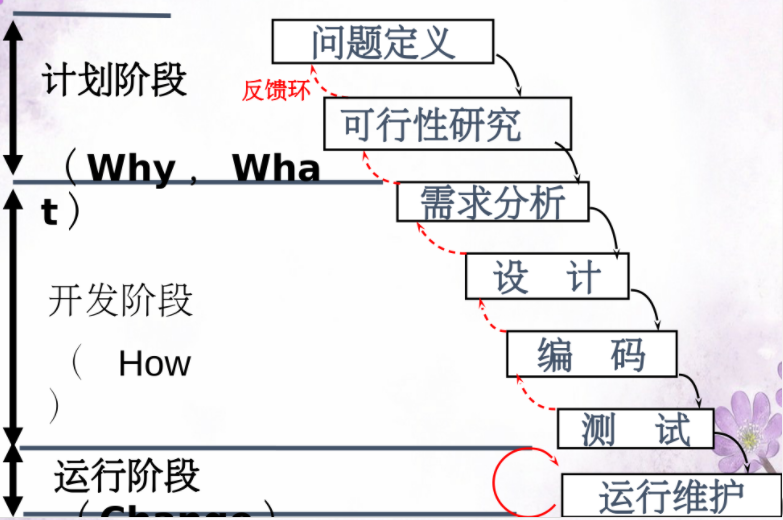 问题定义
计划阶段
反馈环
可行性研究
（Why，Wha
t）
需求分析
设 计
开发阶段
（ How
）
编 码
测 试
运行阶段
运行维护
（Change）